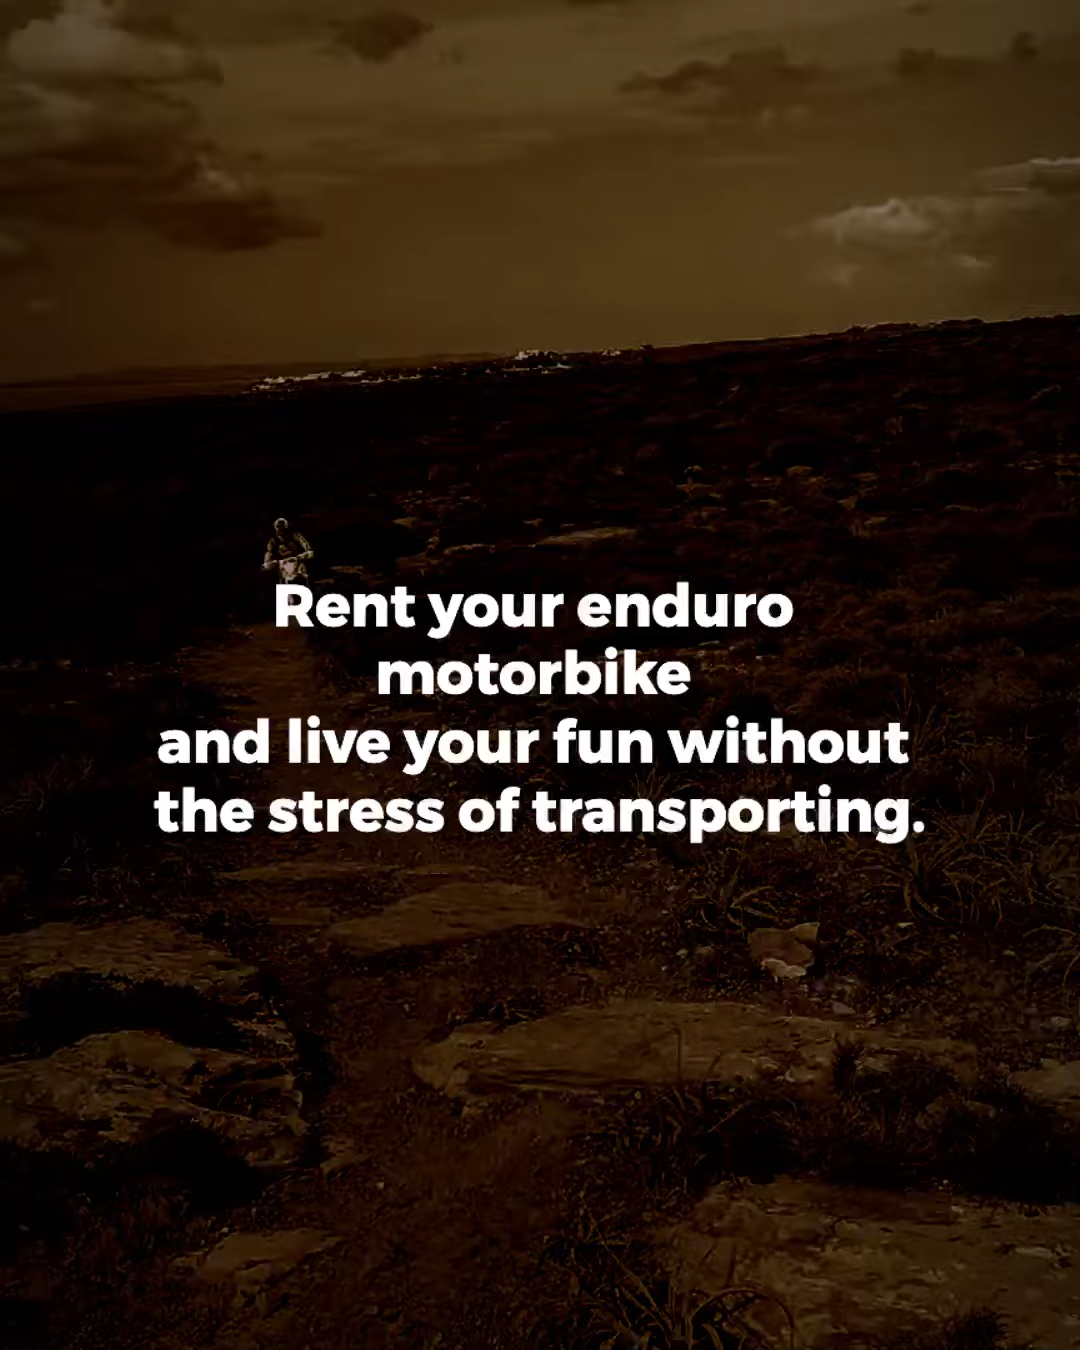 Rent your enduro
motorbike
and live your fun without
the stress of transporting.